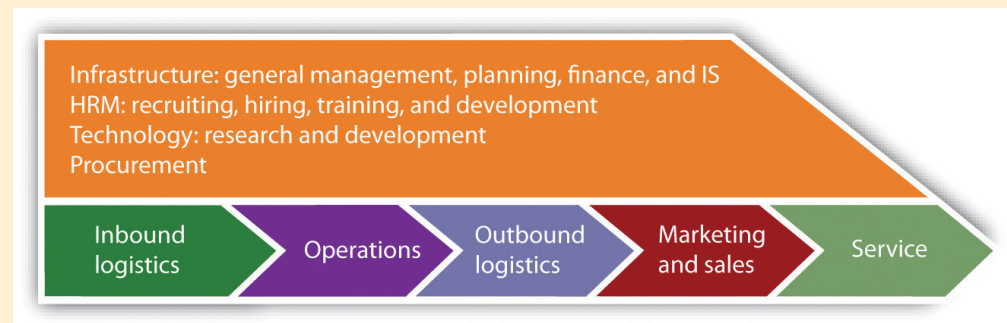 Infrastructure: general management, planning, finance, and IS
HRM: recruiting, hiring, training, and development
Technology: research and development
Procurement
Inbound
logistics
Operations
Outbound
logistics
Marketing
and sales
Service